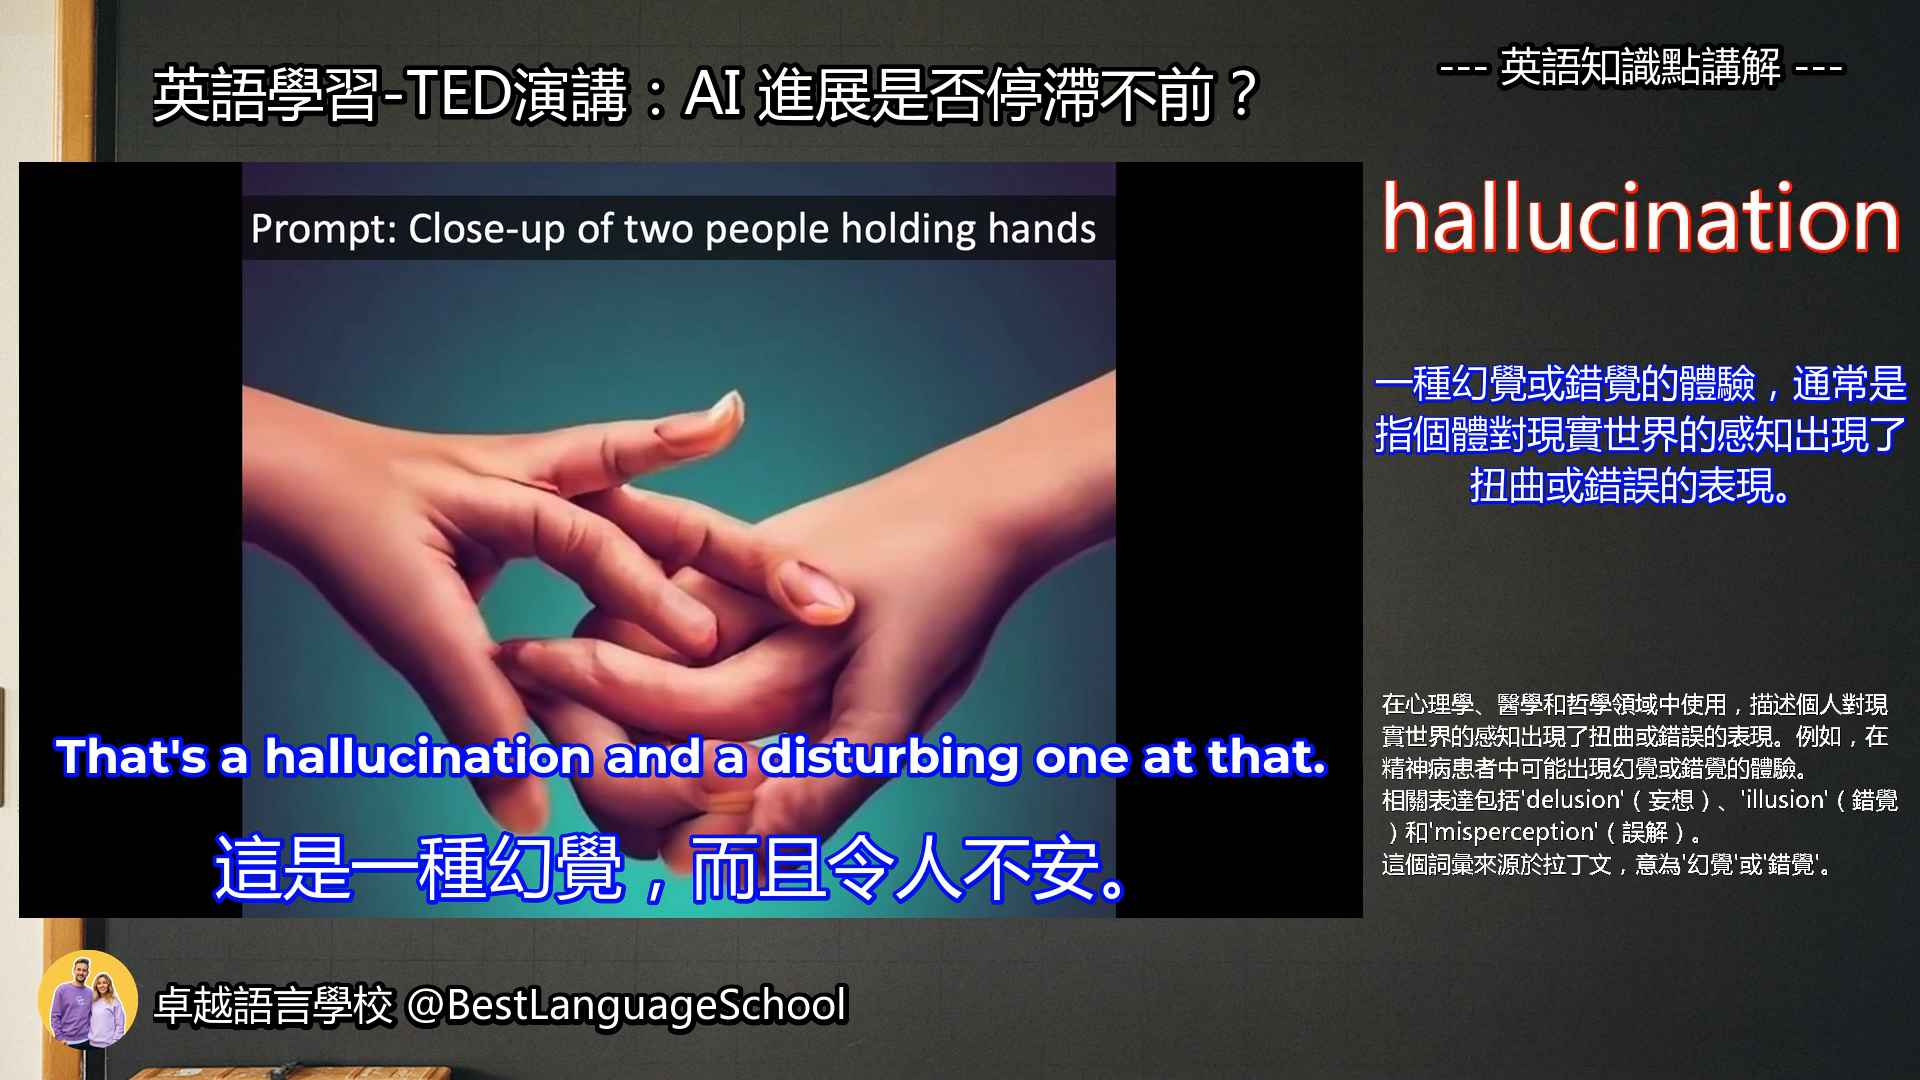 英語學習-TED演講：AI 進展是否停滯不前？
--- 英語知識點講解 ---
Prompt: Close-up of two people holding hands
That's a hallucination and a disturbing one at that.
這是一種幻覺，而且令人不安。
hallucination
一種幻覺或錯覺的體驗，通常是
指個體對現實世界的感知出現了
扭曲或錯誤的表現。
在心理學、醫學和哲學領域中使用，描述個人對現
實世界的感知出現了扭曲或錯誤的表現。例如，在
精神病患者中可能出現幻覺或錯覺的體驗。
相關表達包括'delusion'（妄想）、'illusion'（錯覺
）和'misperception'（誤解）。
這個詞彙來源於拉丁文，意為'幻覺'或'錯覺'。
卓越語言學校 @BestLanguageSchool